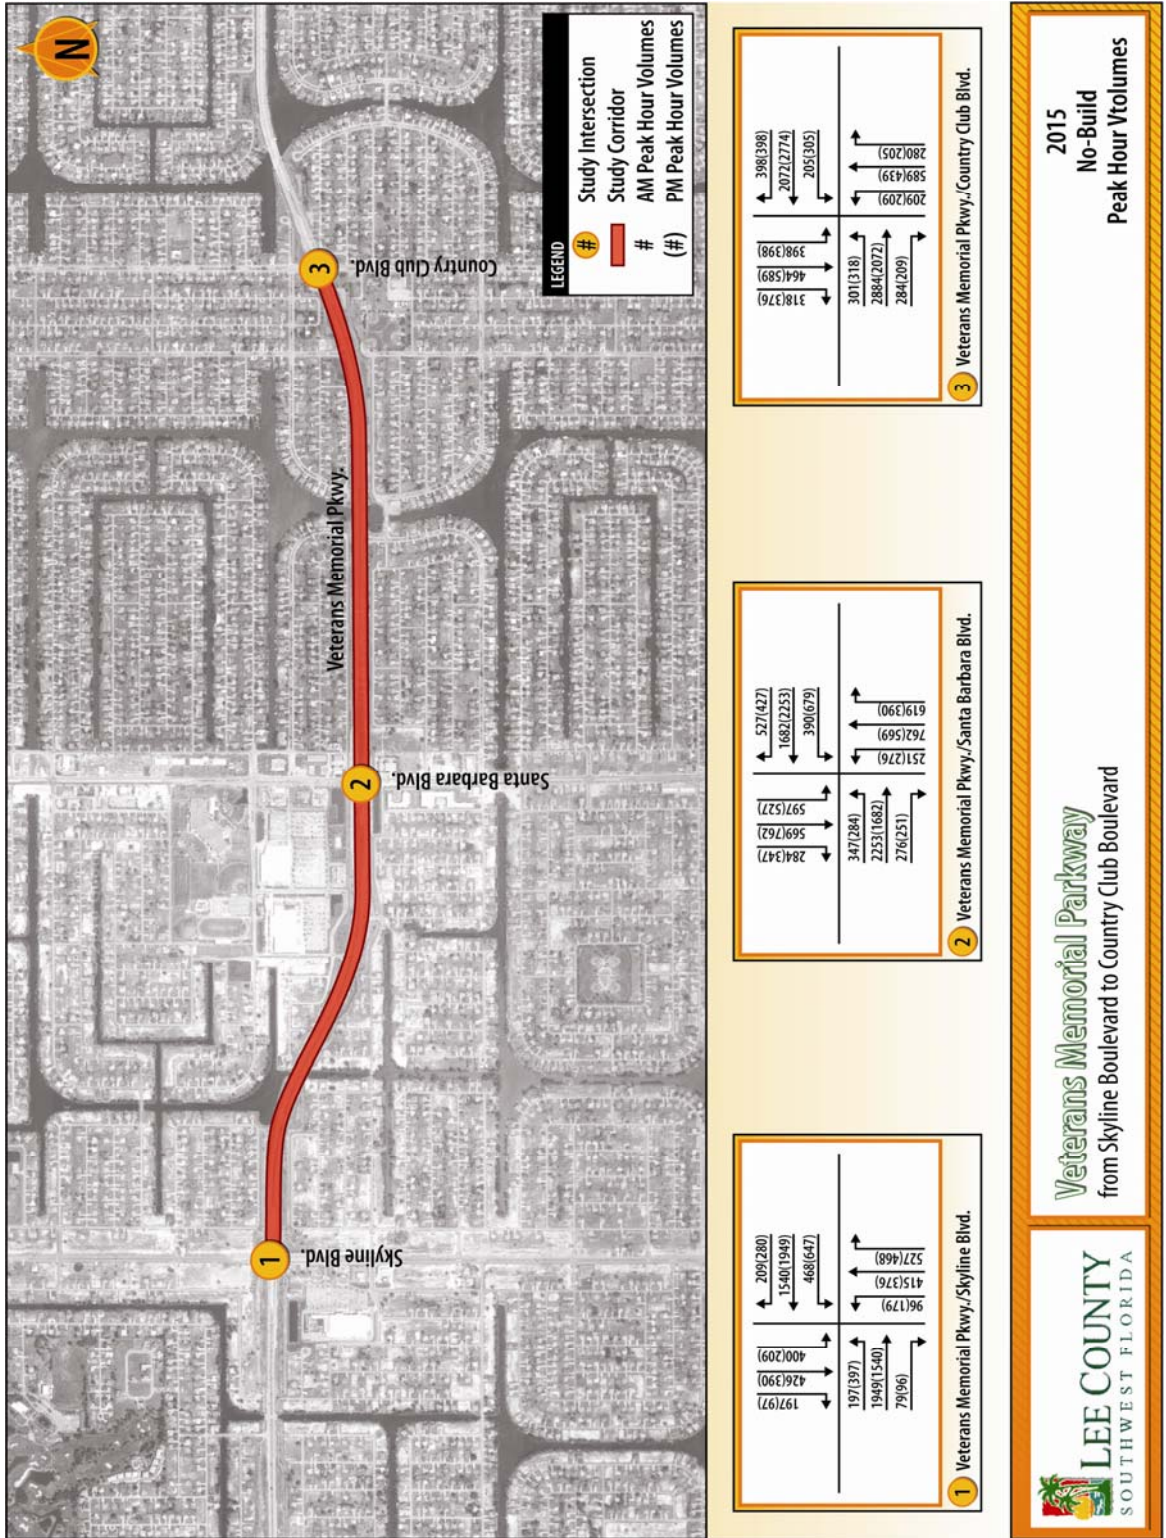 N
LEGEND
# Study Intersection
Study Corridor
# AM Peak Hour Volumes
(#) PM Peak Hour Volumes
Veterans Memorial Pkwy.
1
Skyline Blvd.
2
Santa Barbara Blvd.
3
Country Club Blvd.
197(97)
426(390)
400(209)
209(280)
1540(1949)
468(647)
197(397)
1949(1540)
79(96)
96(179)
415(376)
527(468)
1 Veterans Memorial Pkwy./Skyline Blvd.
284(347)
569(762)
597(527)
527(427)
1682(2253)
390(679)
347(284)
2253(1682)
276(251)
251(276)
762(569)
619(390)
2 Veterans Memorial Pkwy./Santa Barbara Blvd.
318(376)
464(589)
398(398)
398(398)
2072(2774)
205(305)
301(318)
2884(2072)
284(209)
209(209)
589(439)
280(205)
3 Veterans Memorial Pkwy./Country Club Blvd.
LEE COUNTY
SOUTHWEST FLORIDA
Veterans Memorial Parkway
from Skyline Boulevard to Country Club Boulevard
2015
No-Build
Peak Hour Vtolumes